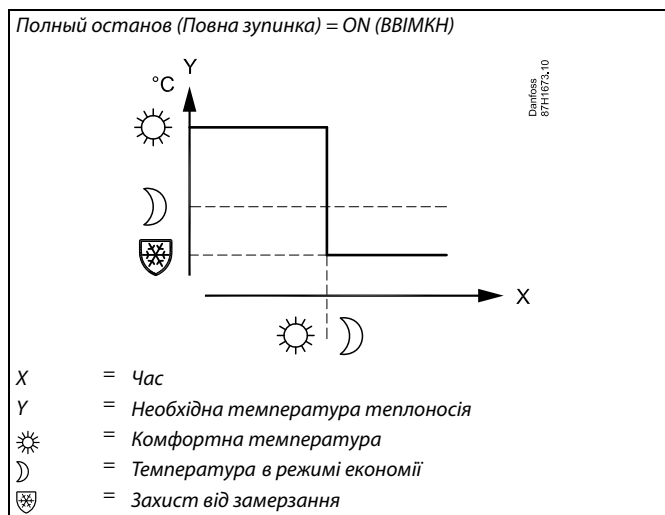 Полный останов (Повна зупинка) = ON (ВВІМКН)
Y
°C
Danfoss
87H1673.10
X
X = Час
Y = Необхідна температура теплоносія
= Комфортна температура
= Температура в режимі економії
= Захист від замерзання